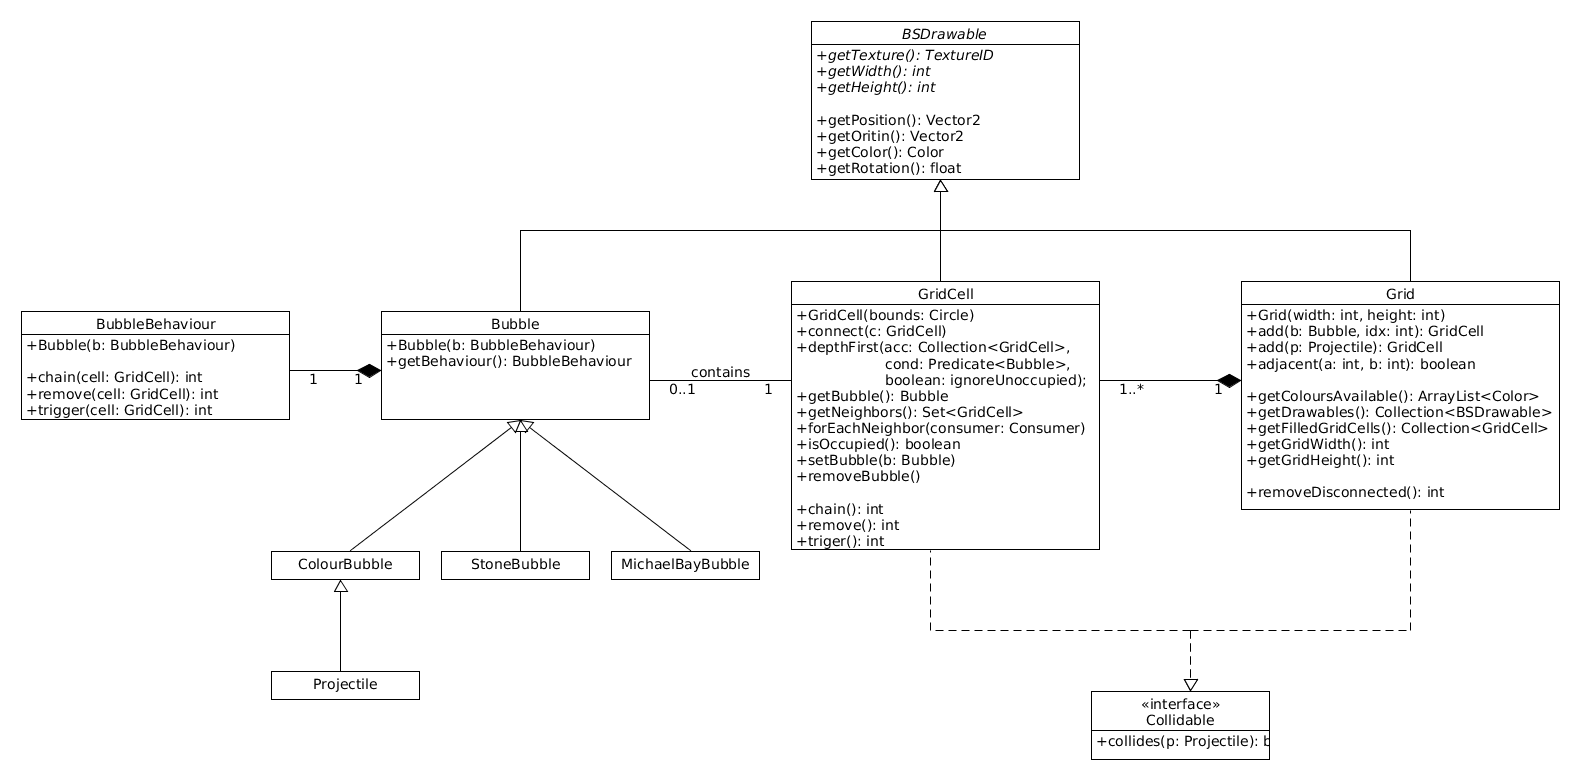 BSDrawable
+getTexture(): TextureID
+getWidth(): int
+getHeight(): int
+getPosition(): Vector2
+getOritin(): Vector2
+getColor(): Color
+getRotation(): float
BubbleBehaviour
+Bubble(b: BubbleBehaviour)
+chain(cell: GridCell): int
+remove(cell: GridCell): int
+trigger(cell: GridCell): int
1
1
Bubble
+Bubble(b: BubbleBehaviour)
+getBehaviour(): BubbleBehaviour
contains
0..1
1
GridCell
+GridCell(bounds: Circle)
+connect(c: GridCell)
+depthFirst(acc: Collection<GridCell>,
cond: Predicate<Bubble>,
boolean: ignoreUnoccupied);
+getBubble(): Bubble
+getNeighbors(): Set<GridCell>
+forEachNeighbor(consumer: Consumer)
+isOccupied(): boolean
+setBubble(b: Bubble)
+removeBubble()
+chain(): int
+remove(): int
+triger(): int
1..*
1
Grid
+Grid(width: int, height: int)
+add(b: Bubble, idx: int): GridCell
+add(p: Projectile): GridCell
+adjacent(a: int, b: int): boolean
+getColoursAvailable(): ArrayList<Color>
+getDrawables(): Collection<BSDrawable>
+getFilledGridCells(): Collection<GridCell>
+getGridWidth(): int
+getGridHeight(): int
+removeDisconnected(): int
ColourBubble
StoneBubble
MichaelBayBubble
Projectile
«interface»
Collidable
+collides(p: Projectile): b